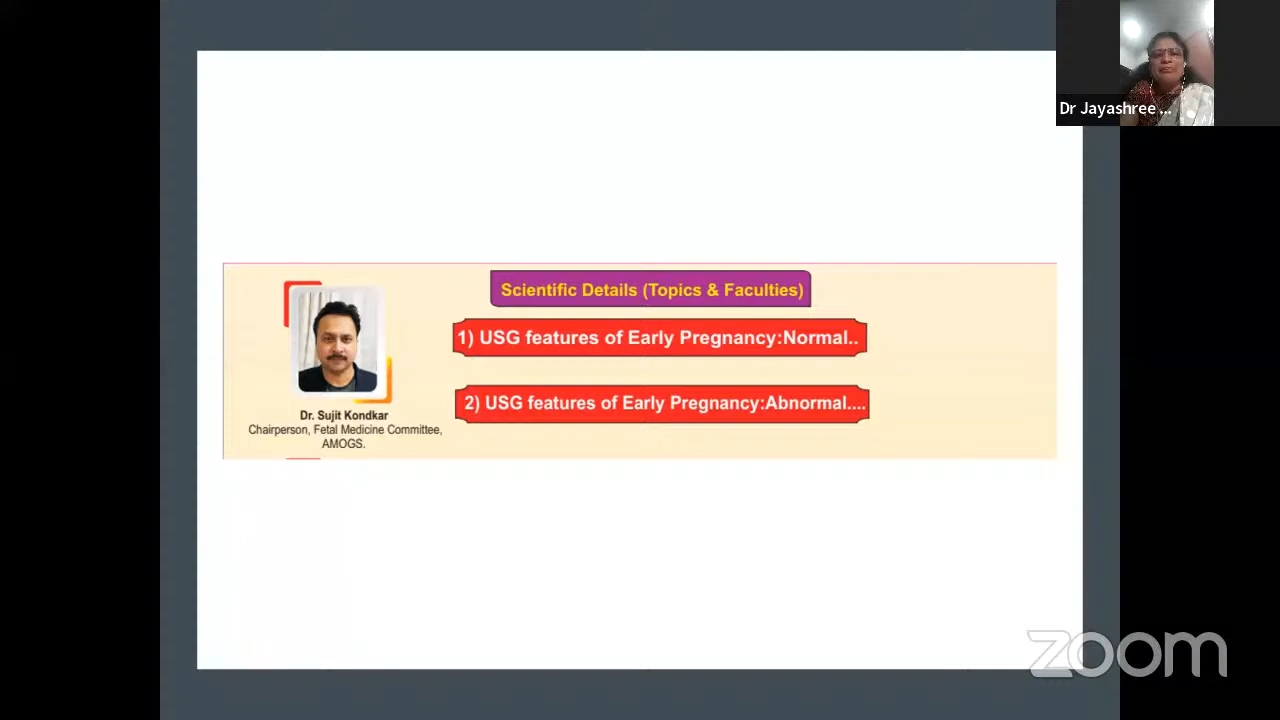 Dr Jayashree ...
Scientific Details (Topics & Faculties)
1) USG features of Early Pregnancy:Normal..
2) USG features of Early Pregnancy:Abnormal....
Dr. Sujit Kondkar
Chairperson, Fetal Medicine Committee,
AMOGS.
zoom